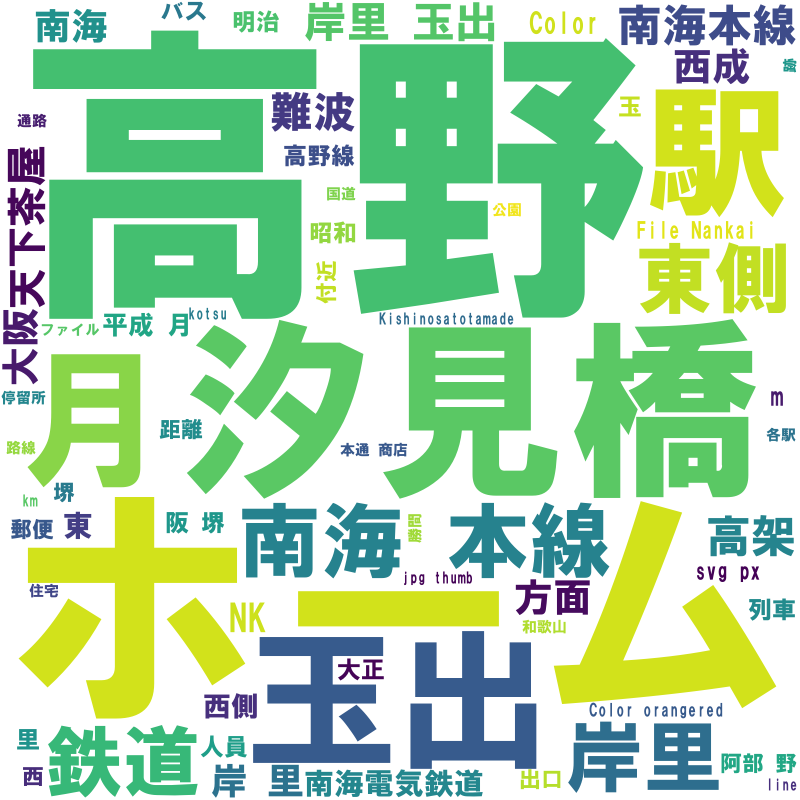 南海
バス
明治
岸里 玉出
Color
南海本線
西成
高野
難波
玉
駅
通路
高野線
国道
公園
昭和
File Nankai
大阪天下茶屋
付近
東側
ファイル
平成 月
kotsu
Kishinosatotamade
月
汐見橋
停留所
m
距離
路線
本通 商店
各駅
km
堺
郵便
東
阪 堺
南海 本線
高架
ホーム
jpg thumb
svg px
住宅
方面
NK
和歌山
列車
玉出
大正
西側
Color orangered
里
鉄道
人員
岸里
西
岸 里
南海電気鉄道
出口
阿部 野
line